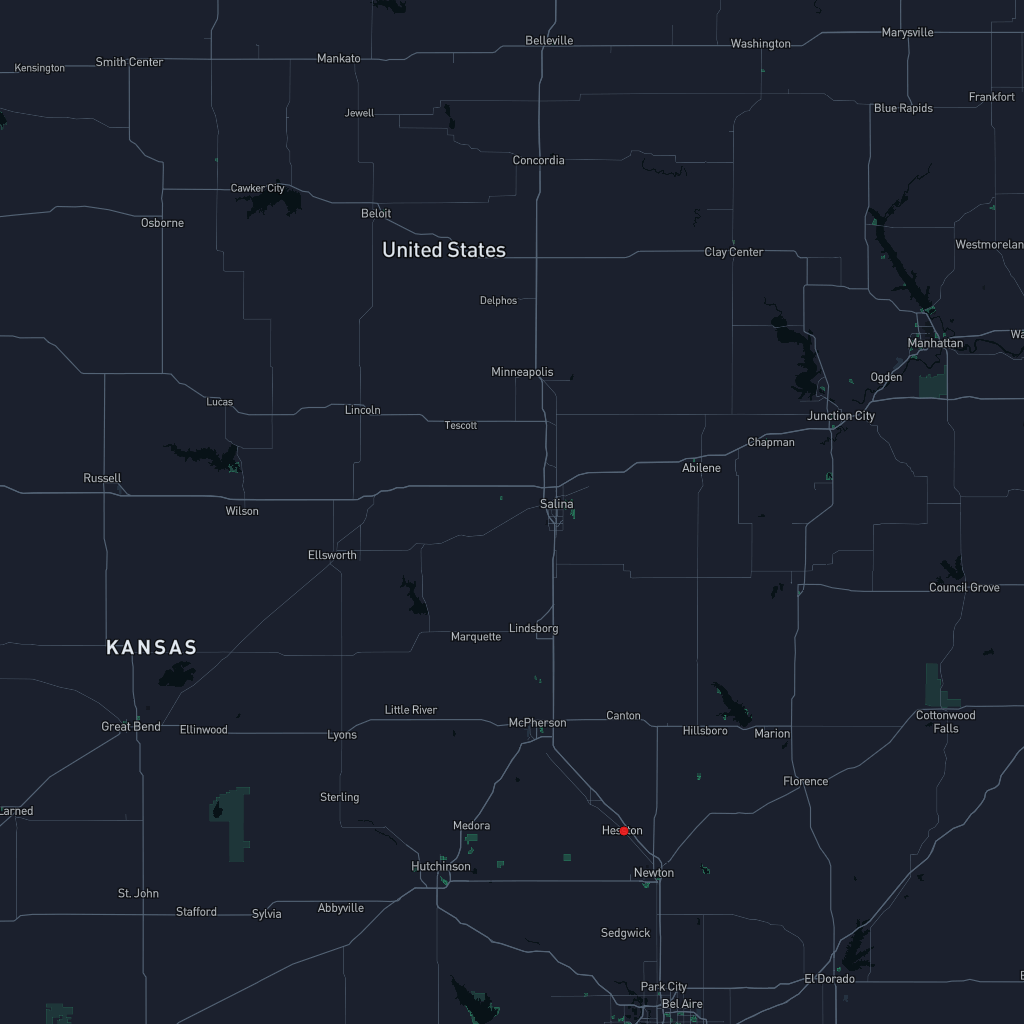 Belleville
Marysville
Washington
Mankato
Smith Center
Kensington
Frankfort
Blue Rapids
Jewell
Concordia
Cawker City
Beloit
Osborne
United States
Clay Center
Westmorelan
Delphos
Manhattan
Minneapolis
Ogden
Lucas
Lincoln
Junction City
Tescott
Chapman
Abilene
Russell
Salina
Wilson
Ellsworth
Council Grove
Lindsborg
Marquette
KANSAS
Little River
Canton
Cottonwood
Falls
McPherson
Great Bend
Ellinwood
Lyons
Hillsboro
Marion
Florence
Sterling
Larned
Medora
Hesston
Hutchinson
Newton
St. John
Abbyville
Stafford
Sylvia
Sedgwick
El Dorado
Park City
Bel Aire